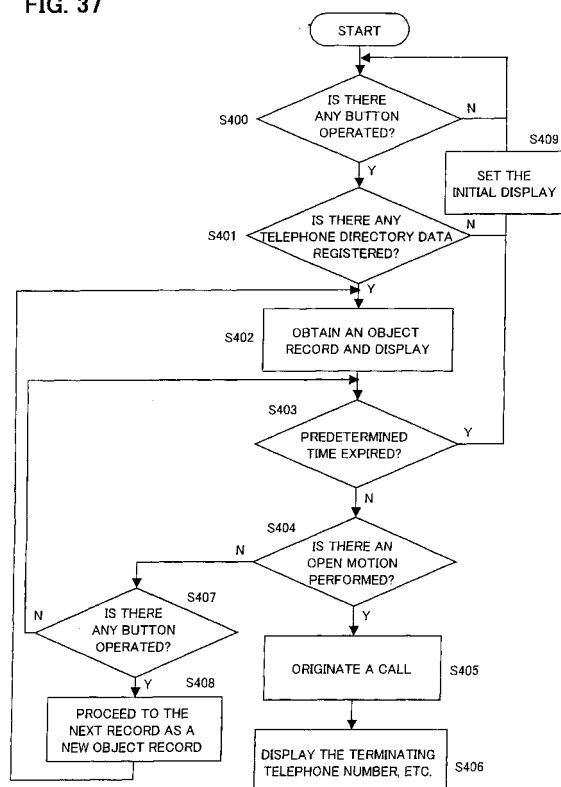 FIG. 37
START
IS THERE
ANY BUTTON
OPERATED?
S400
N
Y
S409
SET THE
INITIAL DISPLAY
IS THERE ANY
TELEPHONE DIRECTORY DATA
REGISTERED?
S401
N
Y
S402
OBTAIN AN OBJECT
RECORD AND DISPLAY
S403
PREDETERMINED
TIME EXPIRED?
Y
N
S404
IS THERE AN
OPEN MOTION
PERFORMED?
N
Y
S407
IS THERE
ANY BUTTON
OPERATED?
N
Y
S408
PROCEED TO THE
NEXT RECORD AS A
NEW OBJECT RECORD
ORIGINATE A CALL
S405
DISPLAY THE TERMINATING
TELEPHONE NUMBER, ETC.
S406